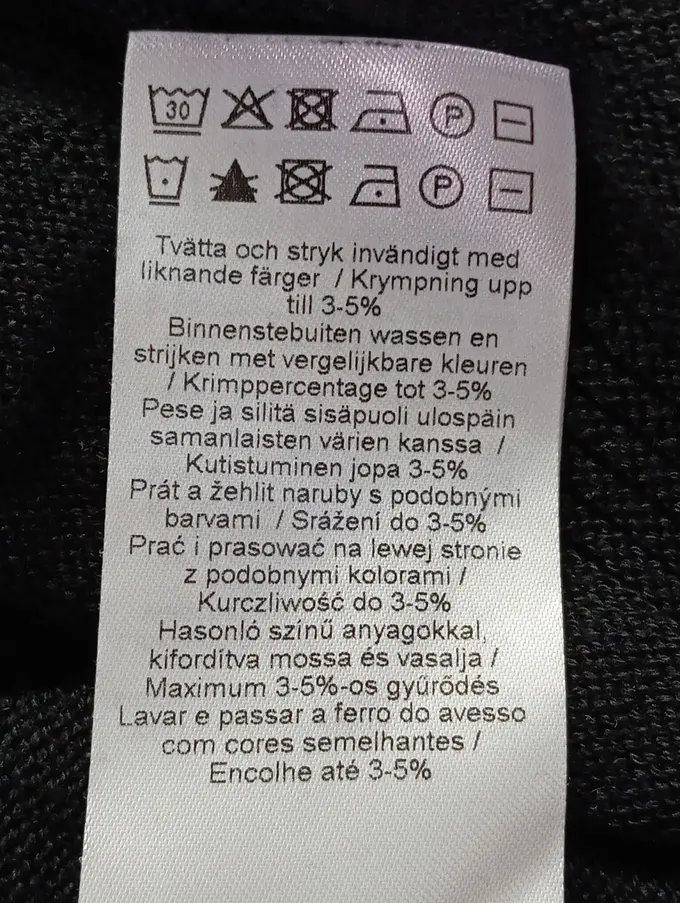 30 P
P
Tvätta och stryk invändigt med
liknande färger / Krympning upp
till 3-5%
Binnenstebuiten wassen en
strijken met vergelijkbare kleuren
/ Krimppercentage tot 3-5%
Pese ja silitä sisäpuoli ulospäin
samanlaisten värien kanssa /
Kutistuminen jopa 3-5%
Prát a žehlit naruby s podobnými
barvami / Srážení do 3-5%
Prać i prasować na lewej stronie
z podobnymi kolorami /
Kurczliwość do 3-5%
Hasonló színű anyagokkal,
kifordítva mossa és vasalja /
Maximum 3-5%-os gyűrődés
Lavar e passar a ferro do avesso
com cores semelhantes /
Encolhe até 3-5%